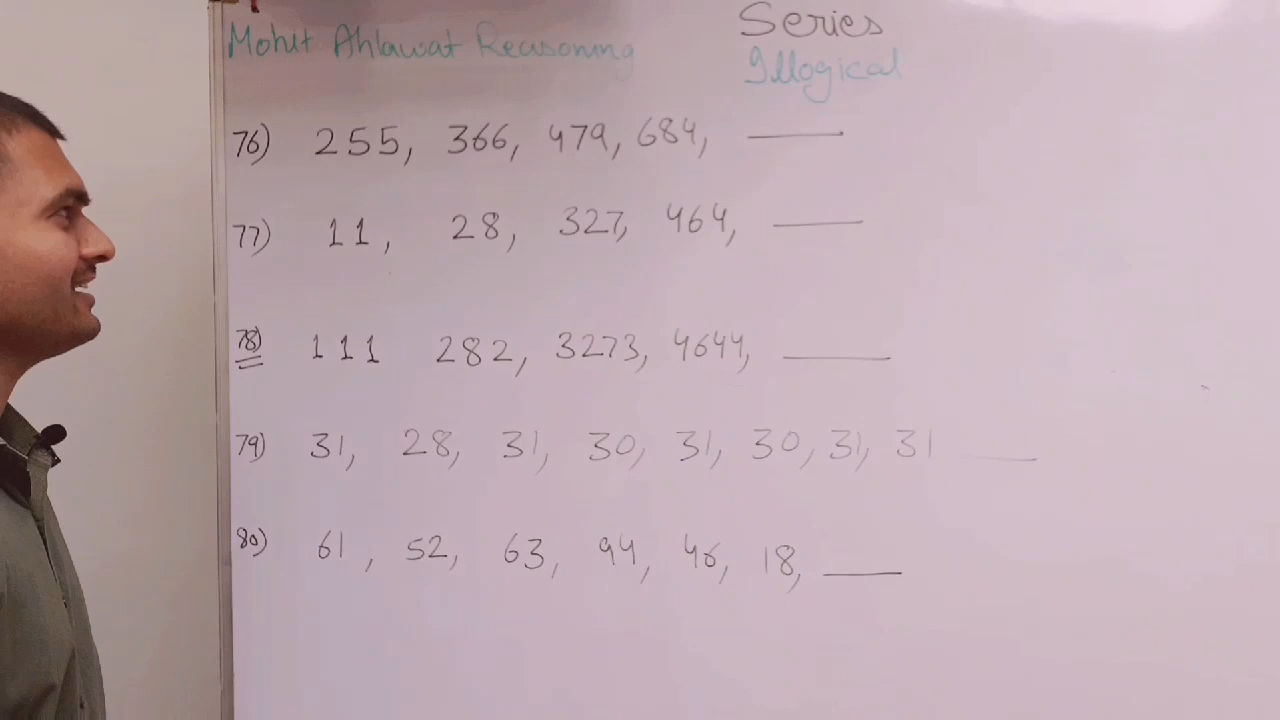 Series
Mohit Ahlawat Reasoning
Illogical
76) 255, 366, 479, 684, ____
77) 11, 28, 327, 464, ____
78) 111 282, 3273, 4644, ____
79) 31, 28, 31, 30, 31, 30, 31, 31 ____
80) 61, 52, 63, 94, 46, 18, ____